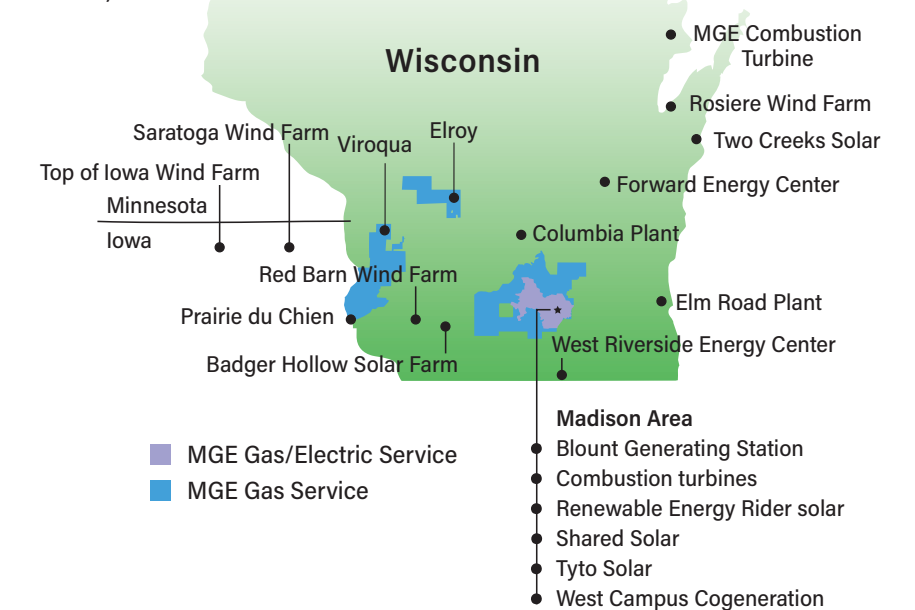 MGE Combustion
Turbine
Wisconsin
Rosiere Wind Farm
Saratoga Wind Farm
Viroqua
Elroy
Two Creeks Solar
Top of Iowa Wind Farm
Forward Energy Center
Minnesota
Iowa
Columbia Plant
Red Barn Wind Farm
Prairie du Chien
Elm Road Plant
West Riverside Energy Center
Badger Hollow Solar Farm
Madison Area
MGE Gas/Electric Service
MGE Gas Service
Blount Generating Station
Combustion turbines
Renewable Energy Rider solar
Shared Solar
Tyto Solar
West Campus Cogeneration